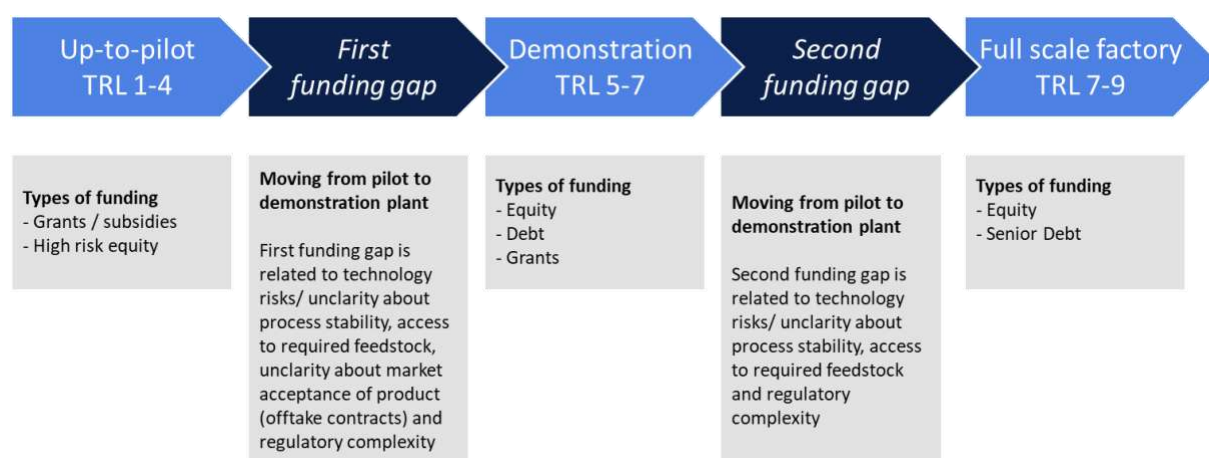 Up-to-pilot
TRL 1-4
First
funding gap
Demonstration
TRL 5-7
Second
funding gap
Full scale factory
TRL 7-9
Types of funding
- Grants / subsidies
- High risk equity
Moving from pilot to
demonstration plant
First funding gap is
related to technology
risks/ unclarity about
process stability, access
to required feedstock,
unclarity about market
acceptance of product
(offtake contracts) and
regulatory complexity
Types of funding
- Equity
- Debt
- Grants
Moving from pilot to
demonstration plant
Second funding gap is
related to technology
risks/ unclarity about
process stability, access
to required feedstock
and regulatory
complexity
Types of funding
- Equity
- Senior Debt